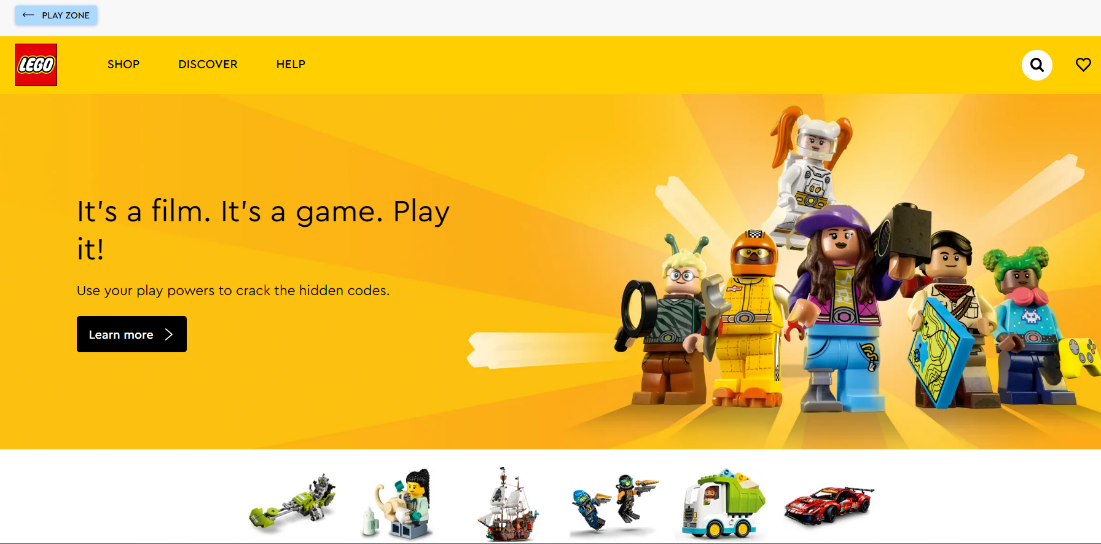 PLAY ZONE
LEGO
SHOP
DISCOVER
HELP
It's a film. It's a game. Play
it!
Use your play powers to crack the hidden codes.
Learn more